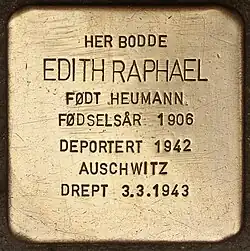 HER BODDE
EDITH RAPHAEL
FØDT HEUMANN
FØDSELSÅR 1906
DEPORTERT 1942
AUSCHWITZ
DREPT 3.3.1943